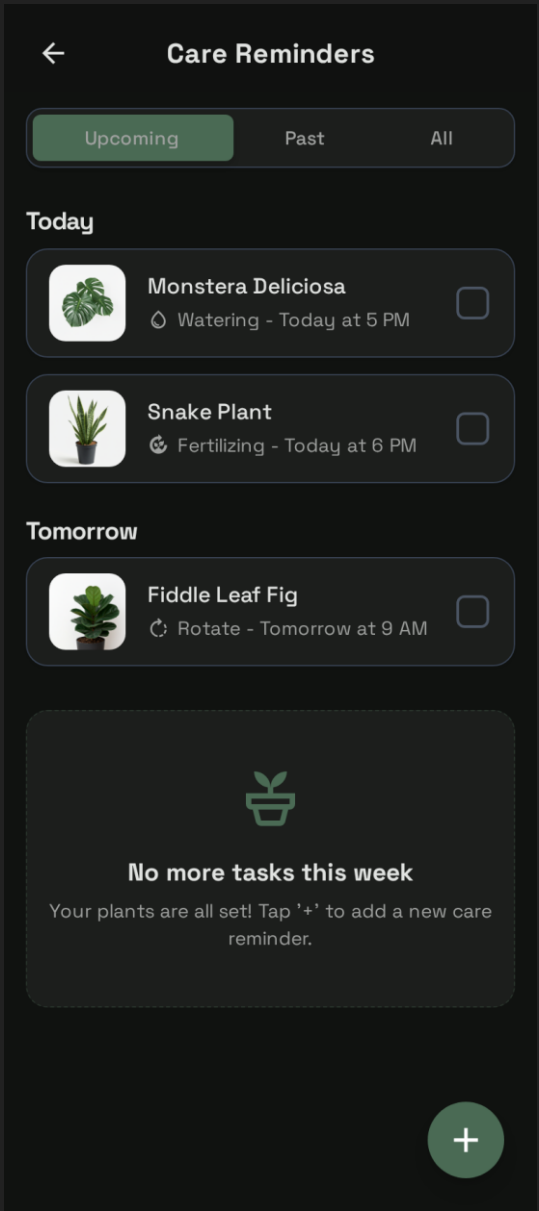 Care Reminders
Upcoming
Past
All
Today
Monstera Deliciosa
Watering - Today at 5 PM
Snake Plant
Fertilizing - Today at 6 PM
Tomorrow
Fiddle Leaf Fig
Rotate - Tomorrow at 9 AM
No more tasks this week
Your plants are all set! Tap '+' to add a new care
reminder.
+